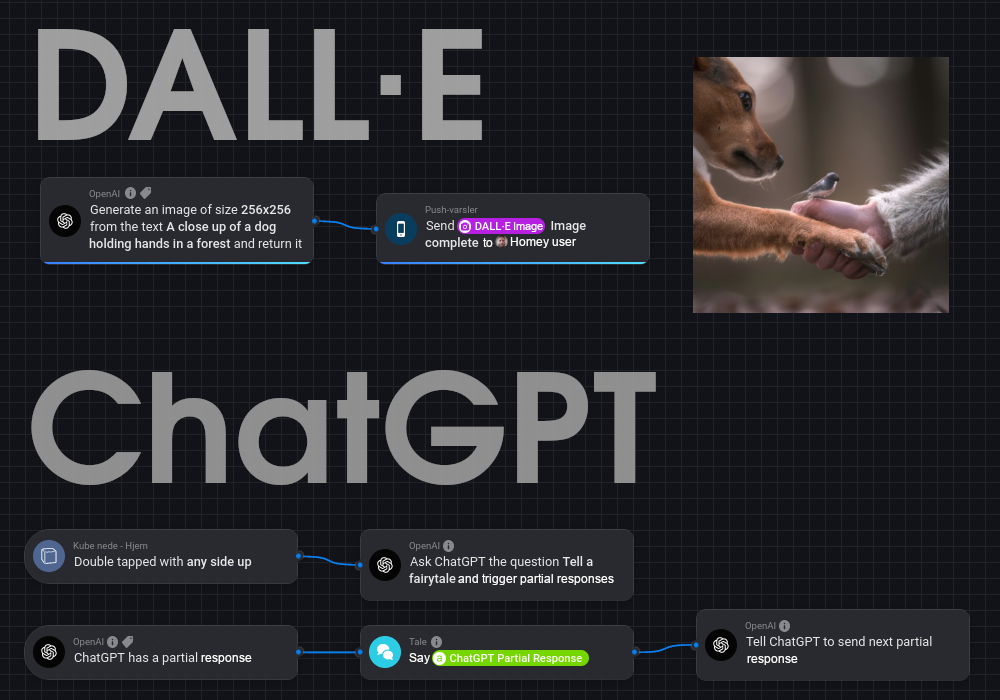 DALL·E
OpenAI
Generate an image of size 256x256
from the text A close up of a dog
holding hands in a forest and return it
Push-varsler
Send DALL·E Image Image
complete to Homey user
ChatGPT
Kube nede - Hjem
Double tapped with any side up
OpenAI
Ask ChatGPT the question Tell a
fairytale and trigger partial responses
OpenAI
ChatGPT has a partial response
Tale
Say a ChatGPT Partial Response
OpenAI
Tell ChatGPT to send next partial
response